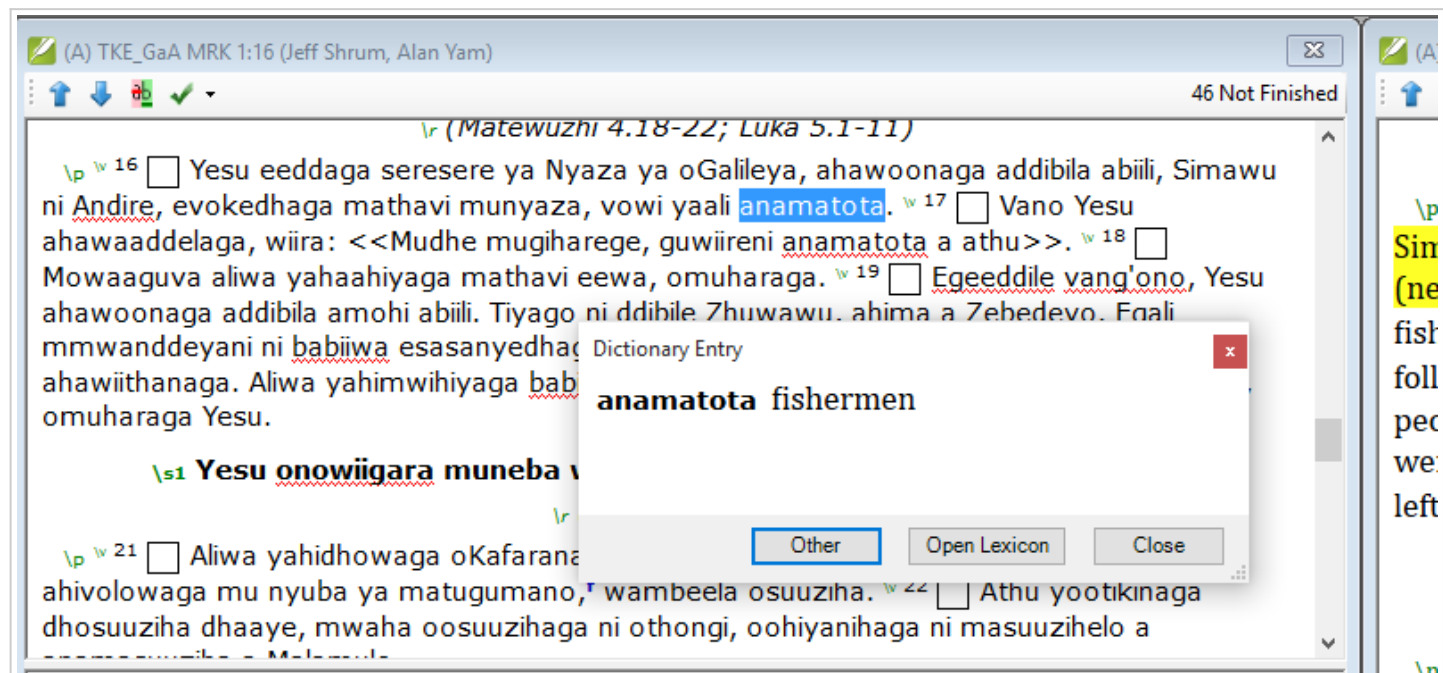 (A) TKE_GaA MRK 1:16 (Jeff Shrum, Alan Yam)
46 Not Finished
\r (Matewuzhi 4.18-22; Luka 5.1-11)
\p \v 16 Yesu eeddaga seresere ya Nyaza ya oGalileya, ahawoonaga addibila abiili, Simawu
ni Andire, evokedhaga mathavi munyaza, vowi yaali anamatota. \v 17 Vano Yesu
ahawaaddelaga, wiira: <<Mudhe mugiharege, guwiireni anamatota a athu>>. \v 18
Mowaaguva aliwa yahaahiyaga mathavi eewa, omuharaga. \v 19 Egeeddile vang'ono, Yesu
ahawoonaga addibila amohi abiili. Tiyago ni ddibile Zhuwawu, ahima a Zebedeyo. Egali
mmwanddeyani ni babiiwa esasanyedhag
ahawiithanaga. Aliwa yahimwihiyaga bab
omuharaga Yesu.
\s1 Yesu onowiigara muneba
\r
\p \v 21 Aliwa yahidhowaga oKafarana
ahivolowaga mu nyuba ya matugumano,f wambeela osuuziha. \v 22 Athu yootikinaga
dhosuuziha dhaaye, mwaha oosuuzihaga ni othongi, oohiyanihaga ni masuuzihelo a
Dictionary Entry
x
anamatota fishermen
Other Open Lexicon Close
(A)
\p
Sim
(ne
fish
foll
peo
wer
left
\p